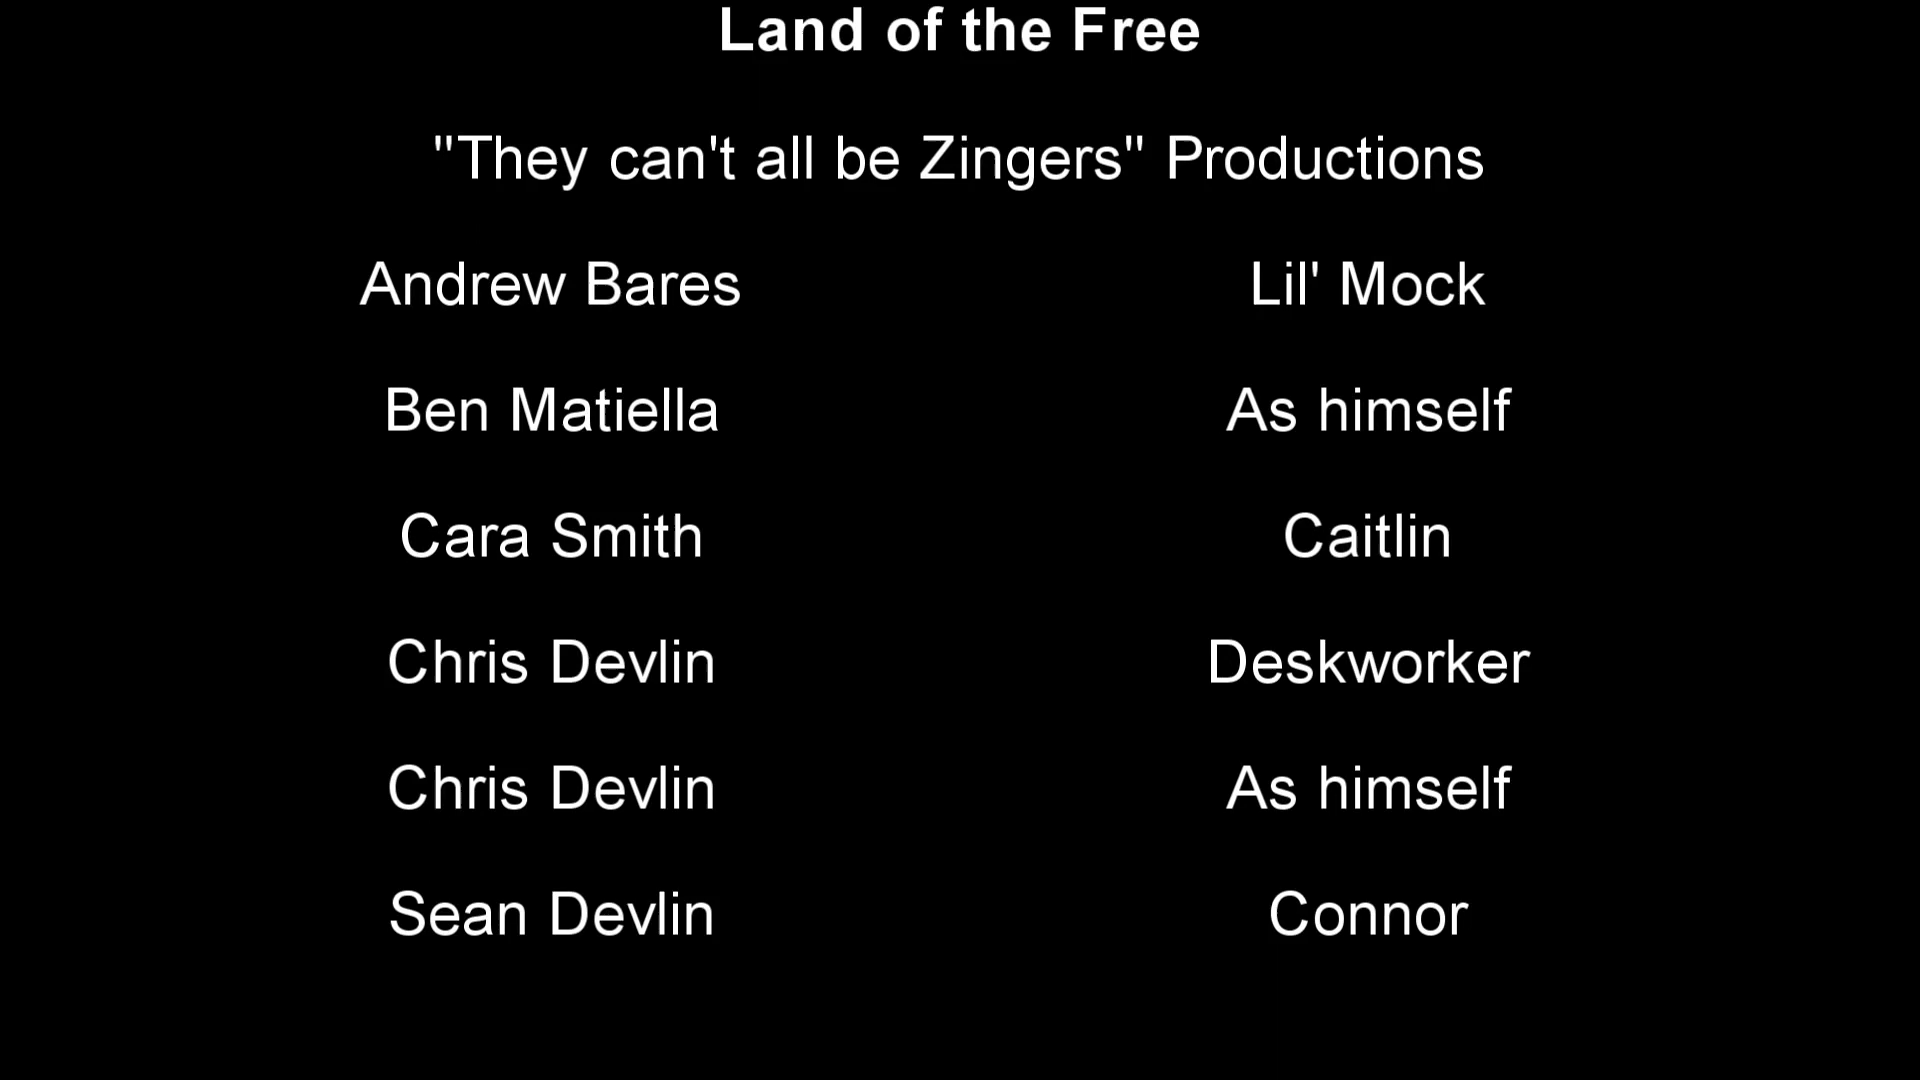 Land of the Free
"They can't all be Zingers" Productions
Andrew Bares Lil' Mock
Ben Matiella As himself
Cara Smith Caitlin
Chris Devlin Deskworker
Chris Devlin As himself
Sean Devlin Connor